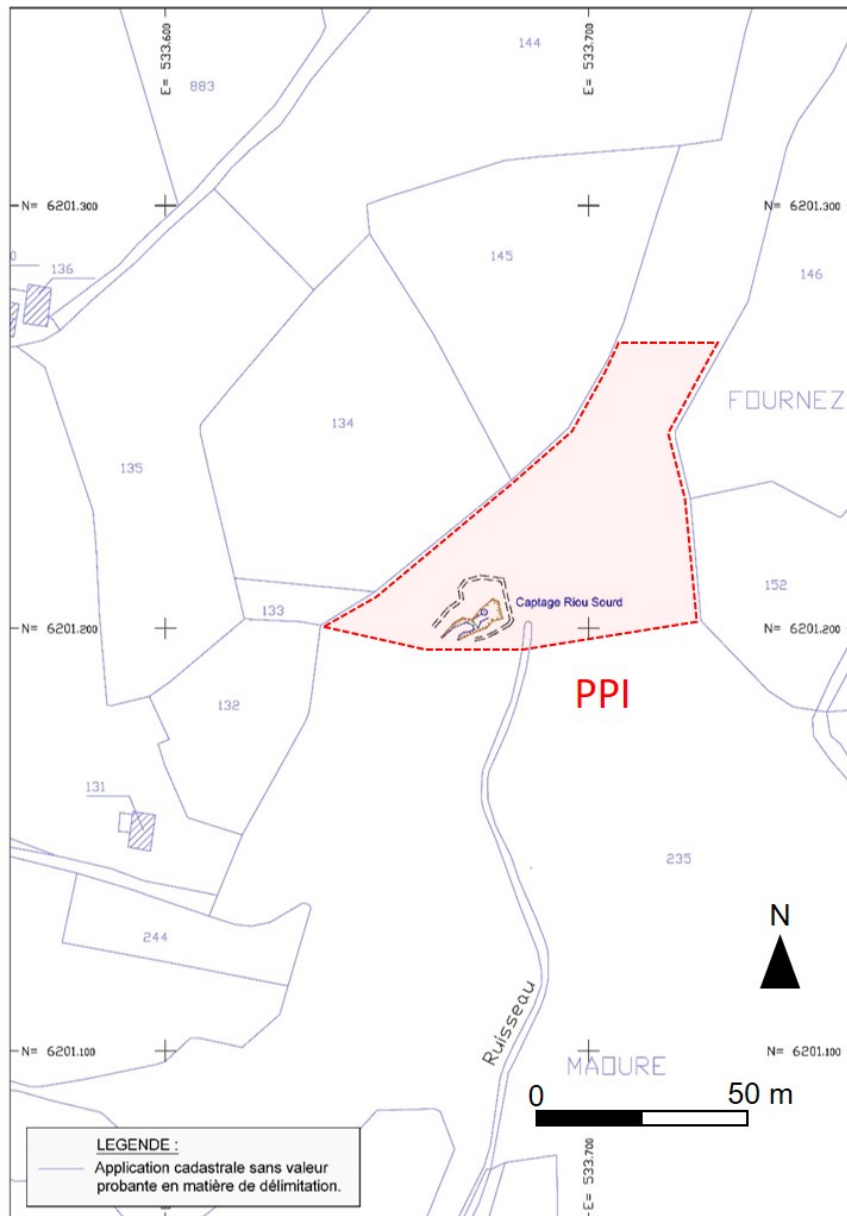 144
E= 533.600
E= 533.700
883
N= 6201.300
N= 6201.300
0
136
145
146
FOURNEZ
134
135
133
Captage Riou Sourd
152
N= 6201.200
N= 6201.200
132
PPI
131
235
244
N
Ruisseau
N= 6201.100
N= 6201.100
MADURE
0 50 m
LEGENDE :
Application cadastrale sans valeur
probante en matière de délimitation.
E= 533.700